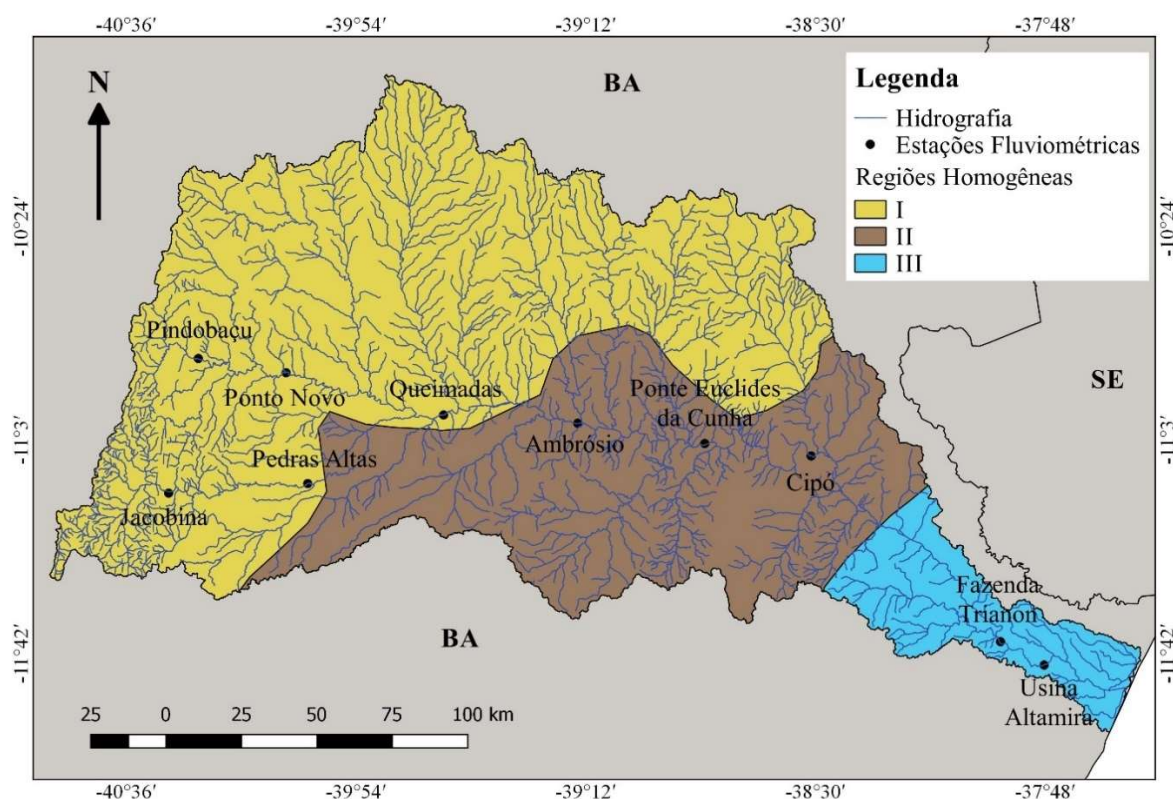 -40°36′ -39°54′ -39°12′ -38°30′ -37°48′
N
BA
Legenda
Hidrografia
Estações Fluviométricas
Regiões Homogêneas
I
II
III
-10°24′ -10°24′
Pindobaçu
Ponto Novo
Queimadas
Ponte Euclides
da Cunha
SE
Ambrósio
-11°3′ -11°3′
Pedras Altas
Cipó
Jacobina
Fazenda
Trianon
BA
-11°42′ -11°42′
Usina
Altamira
25 0 25 50 75 100 km
-40°36′ -39°54′ -39°12′ -38°30′ -37°48′